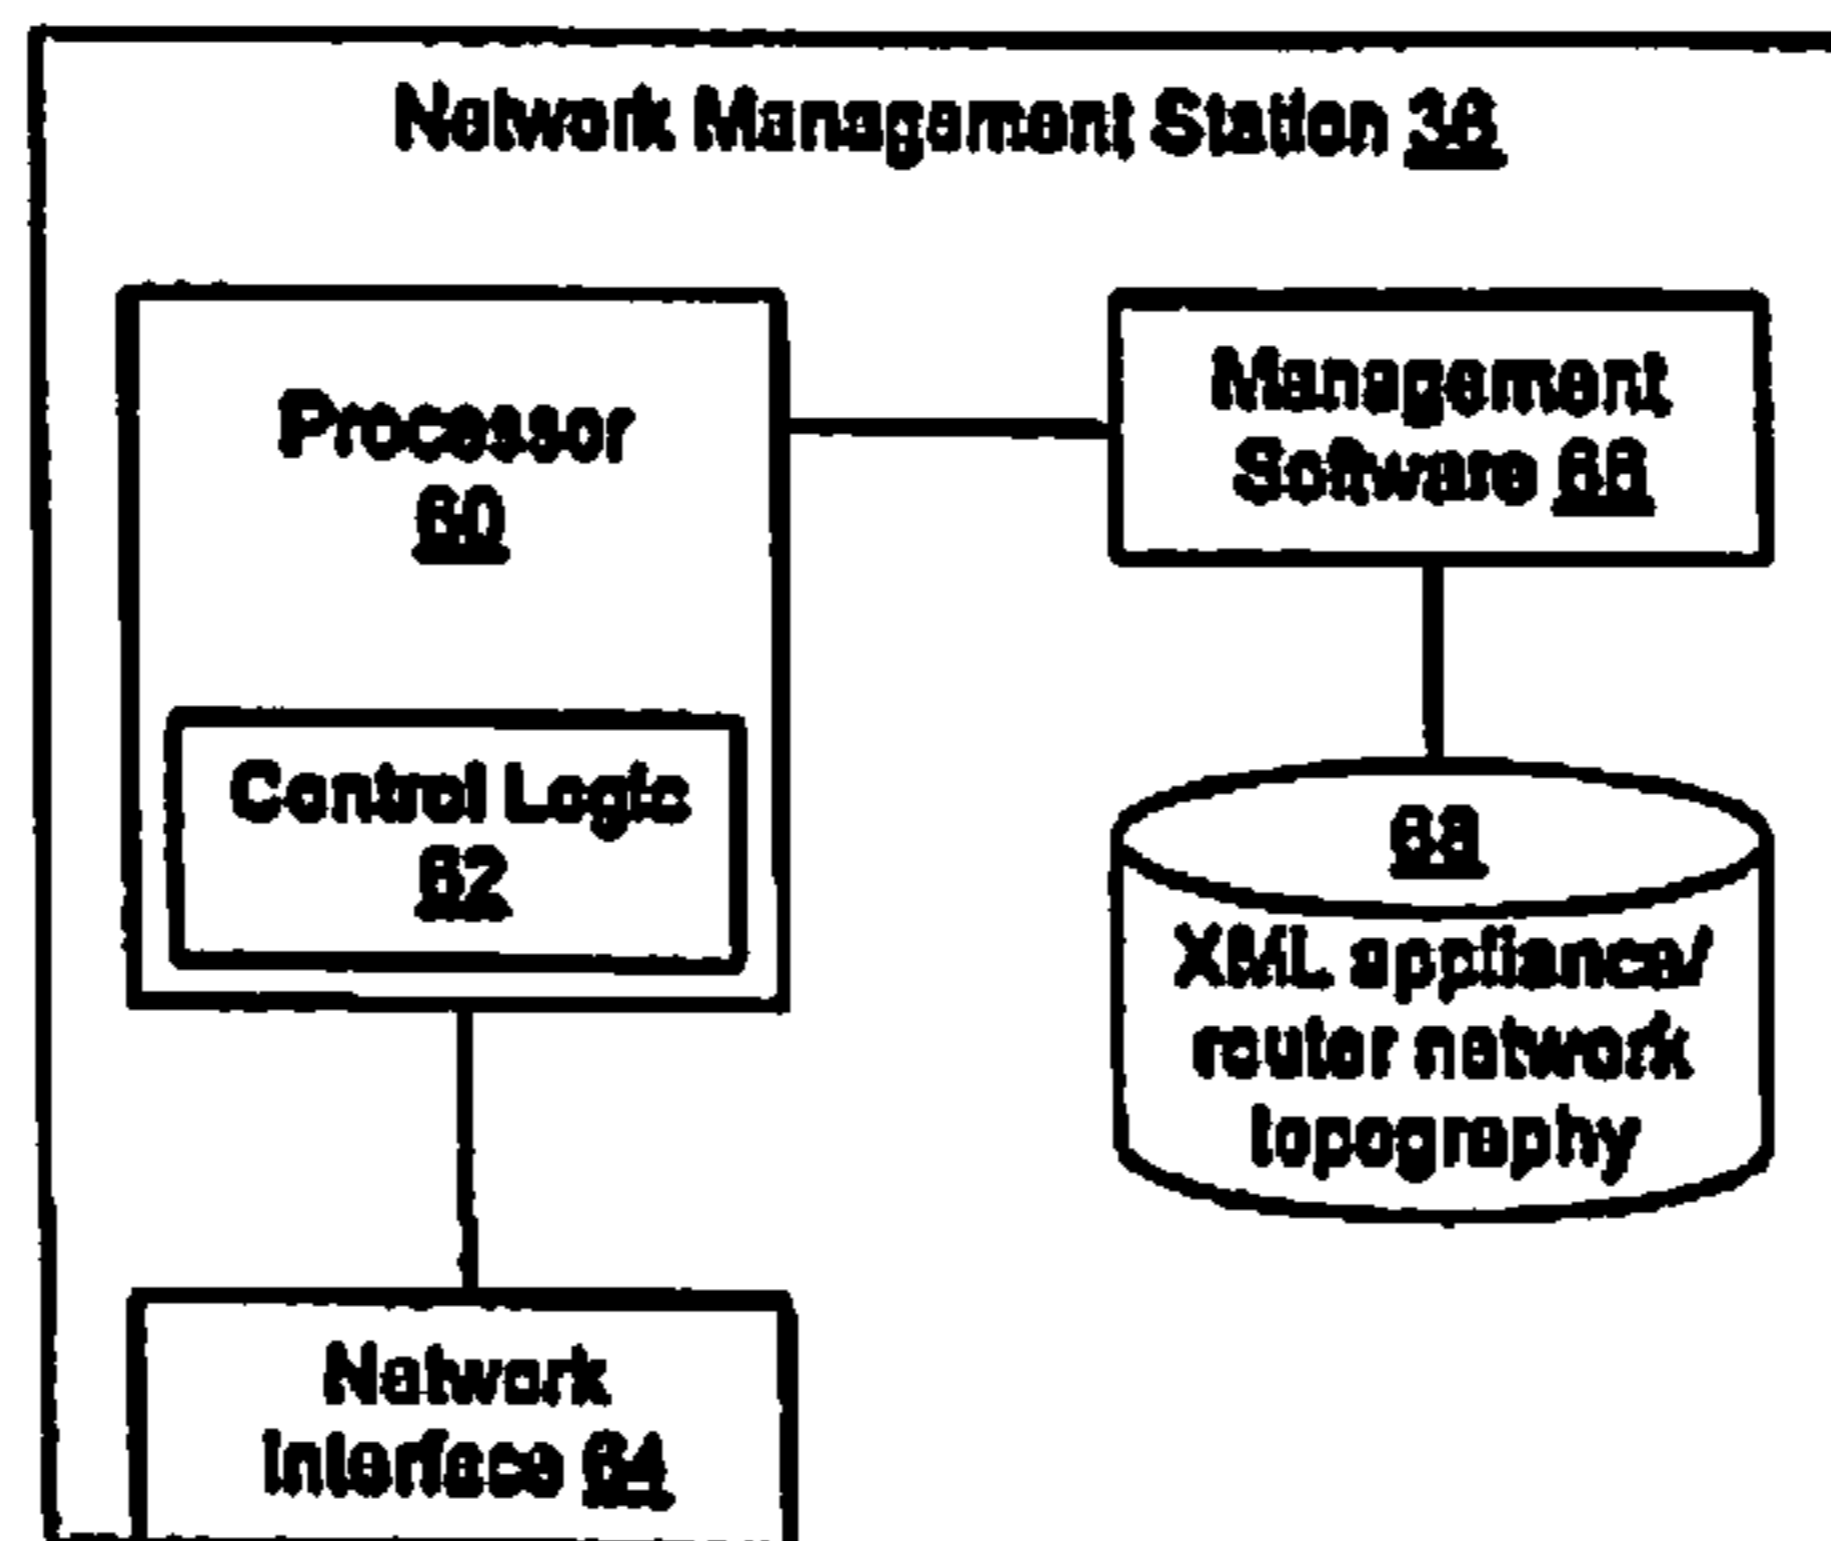 Network Management Station 36
Processor
60
Management
Software 66
Control Logic
62
68
XML appliance/
router network
topography
Network
Interface 64